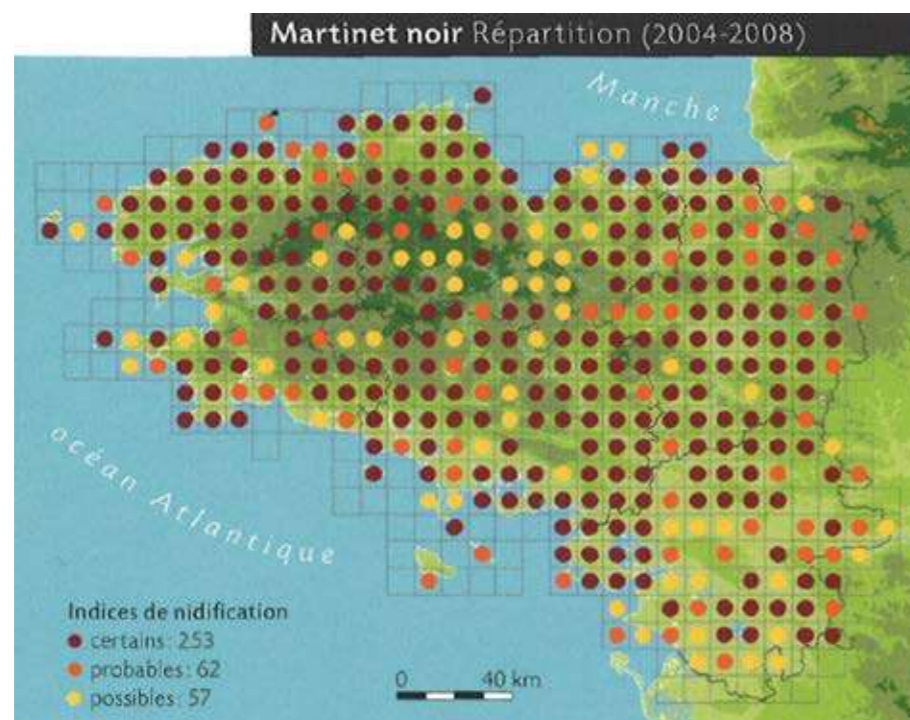 Martinet noir Répartition (2004-2008)
Manche
océan Atlantique
Indices de nidification
certains: 253
probables: 62
possibles: 57
0 40 km